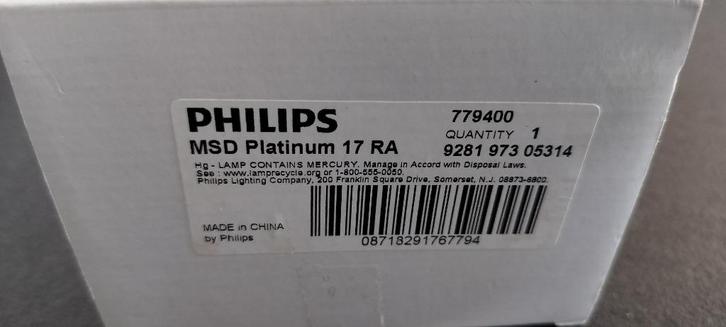 PHILIPS
MSD Platinum 17 RA
779400
QUANTITY 1
9281 973 05314
Hg - LAMP CONTAINS MERCURY. Manage in Accord with Disposal Laws.
See : www.lamprecycle.org or 1-800-555-0050.
Philips Lighting Company, 200 Franklin Square Drive, Somerset, N.J. 08873-6800.
MADE in CHINA
by Philips
08718291767794